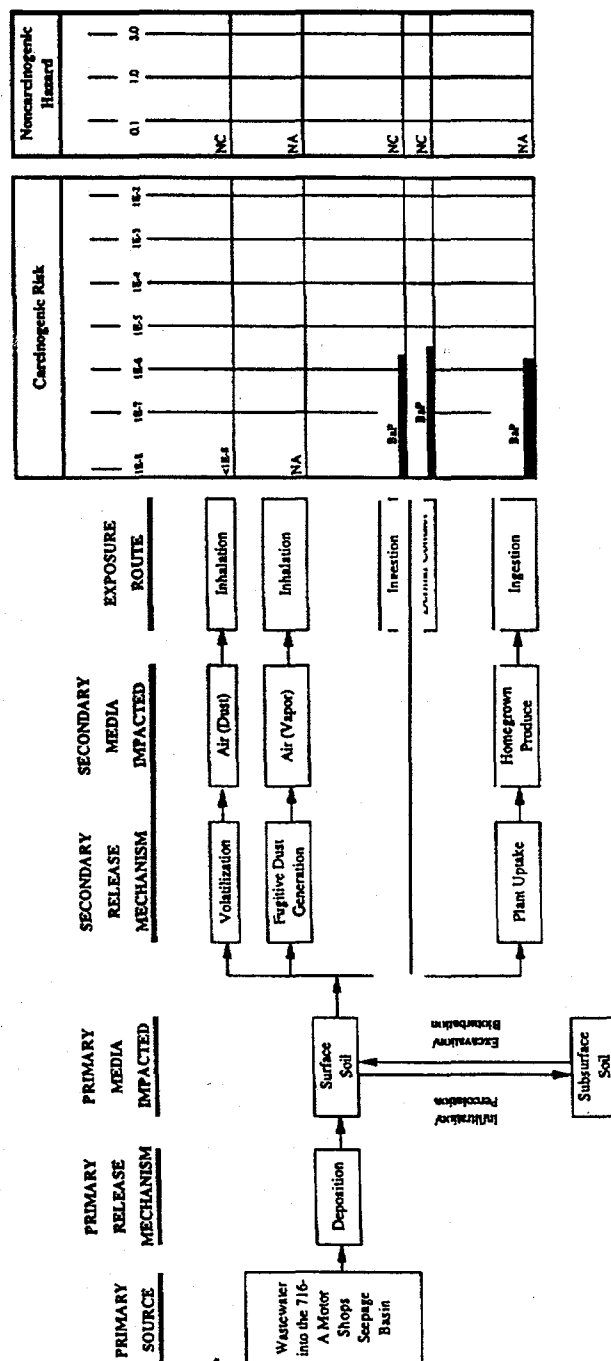 PRIMARY
SOURCE
PRIMARY
RELEASE
MECHANISM
PRIMARY
MEDIA
IMPACTED
SECONDARY
RELEASE
MECHANISM
SECONDARY
MEDIA
IMPACTED
EXPOSURE
ROUTE
Carcinogenic Risk
1E-8
1E-7
1E-6
1E-5
1E-4
1E-3
1E-2
Noncarcinogenic
Hazard
0.1
1.0
3.0
Wastewater
into the 716-
A Motor
Shops
Seepage
Basin
Deposition
Surface
Soil
Infiltration/
Percolation
Excavation/
Bioturbation
Subsurface
Soil
Volatilization
Air (Dust)
Inhalation
<1E-8
NC
Fugitive Dust
Generation
Air (Vapor)
Inhalation
NA
NA
Ingestion
BaP
NC
BaP
NC
Plant Uptake
Homegrown
Produce
Ingestion
BaP
NA